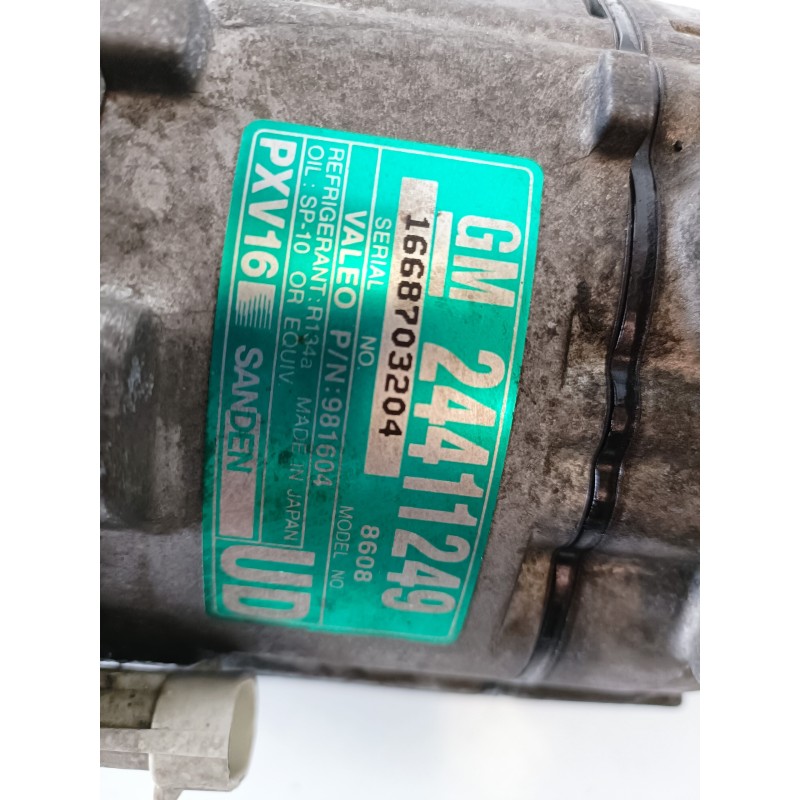 GM 24411249
1668703204
SERIAL NO. 8608
VALEO P/N:981604 MODEL NO.
REFRIGERANT:R134a MADE IN JAPAN
OIL: SP-10 OR EQUIV
PXV16 SANDEN UD